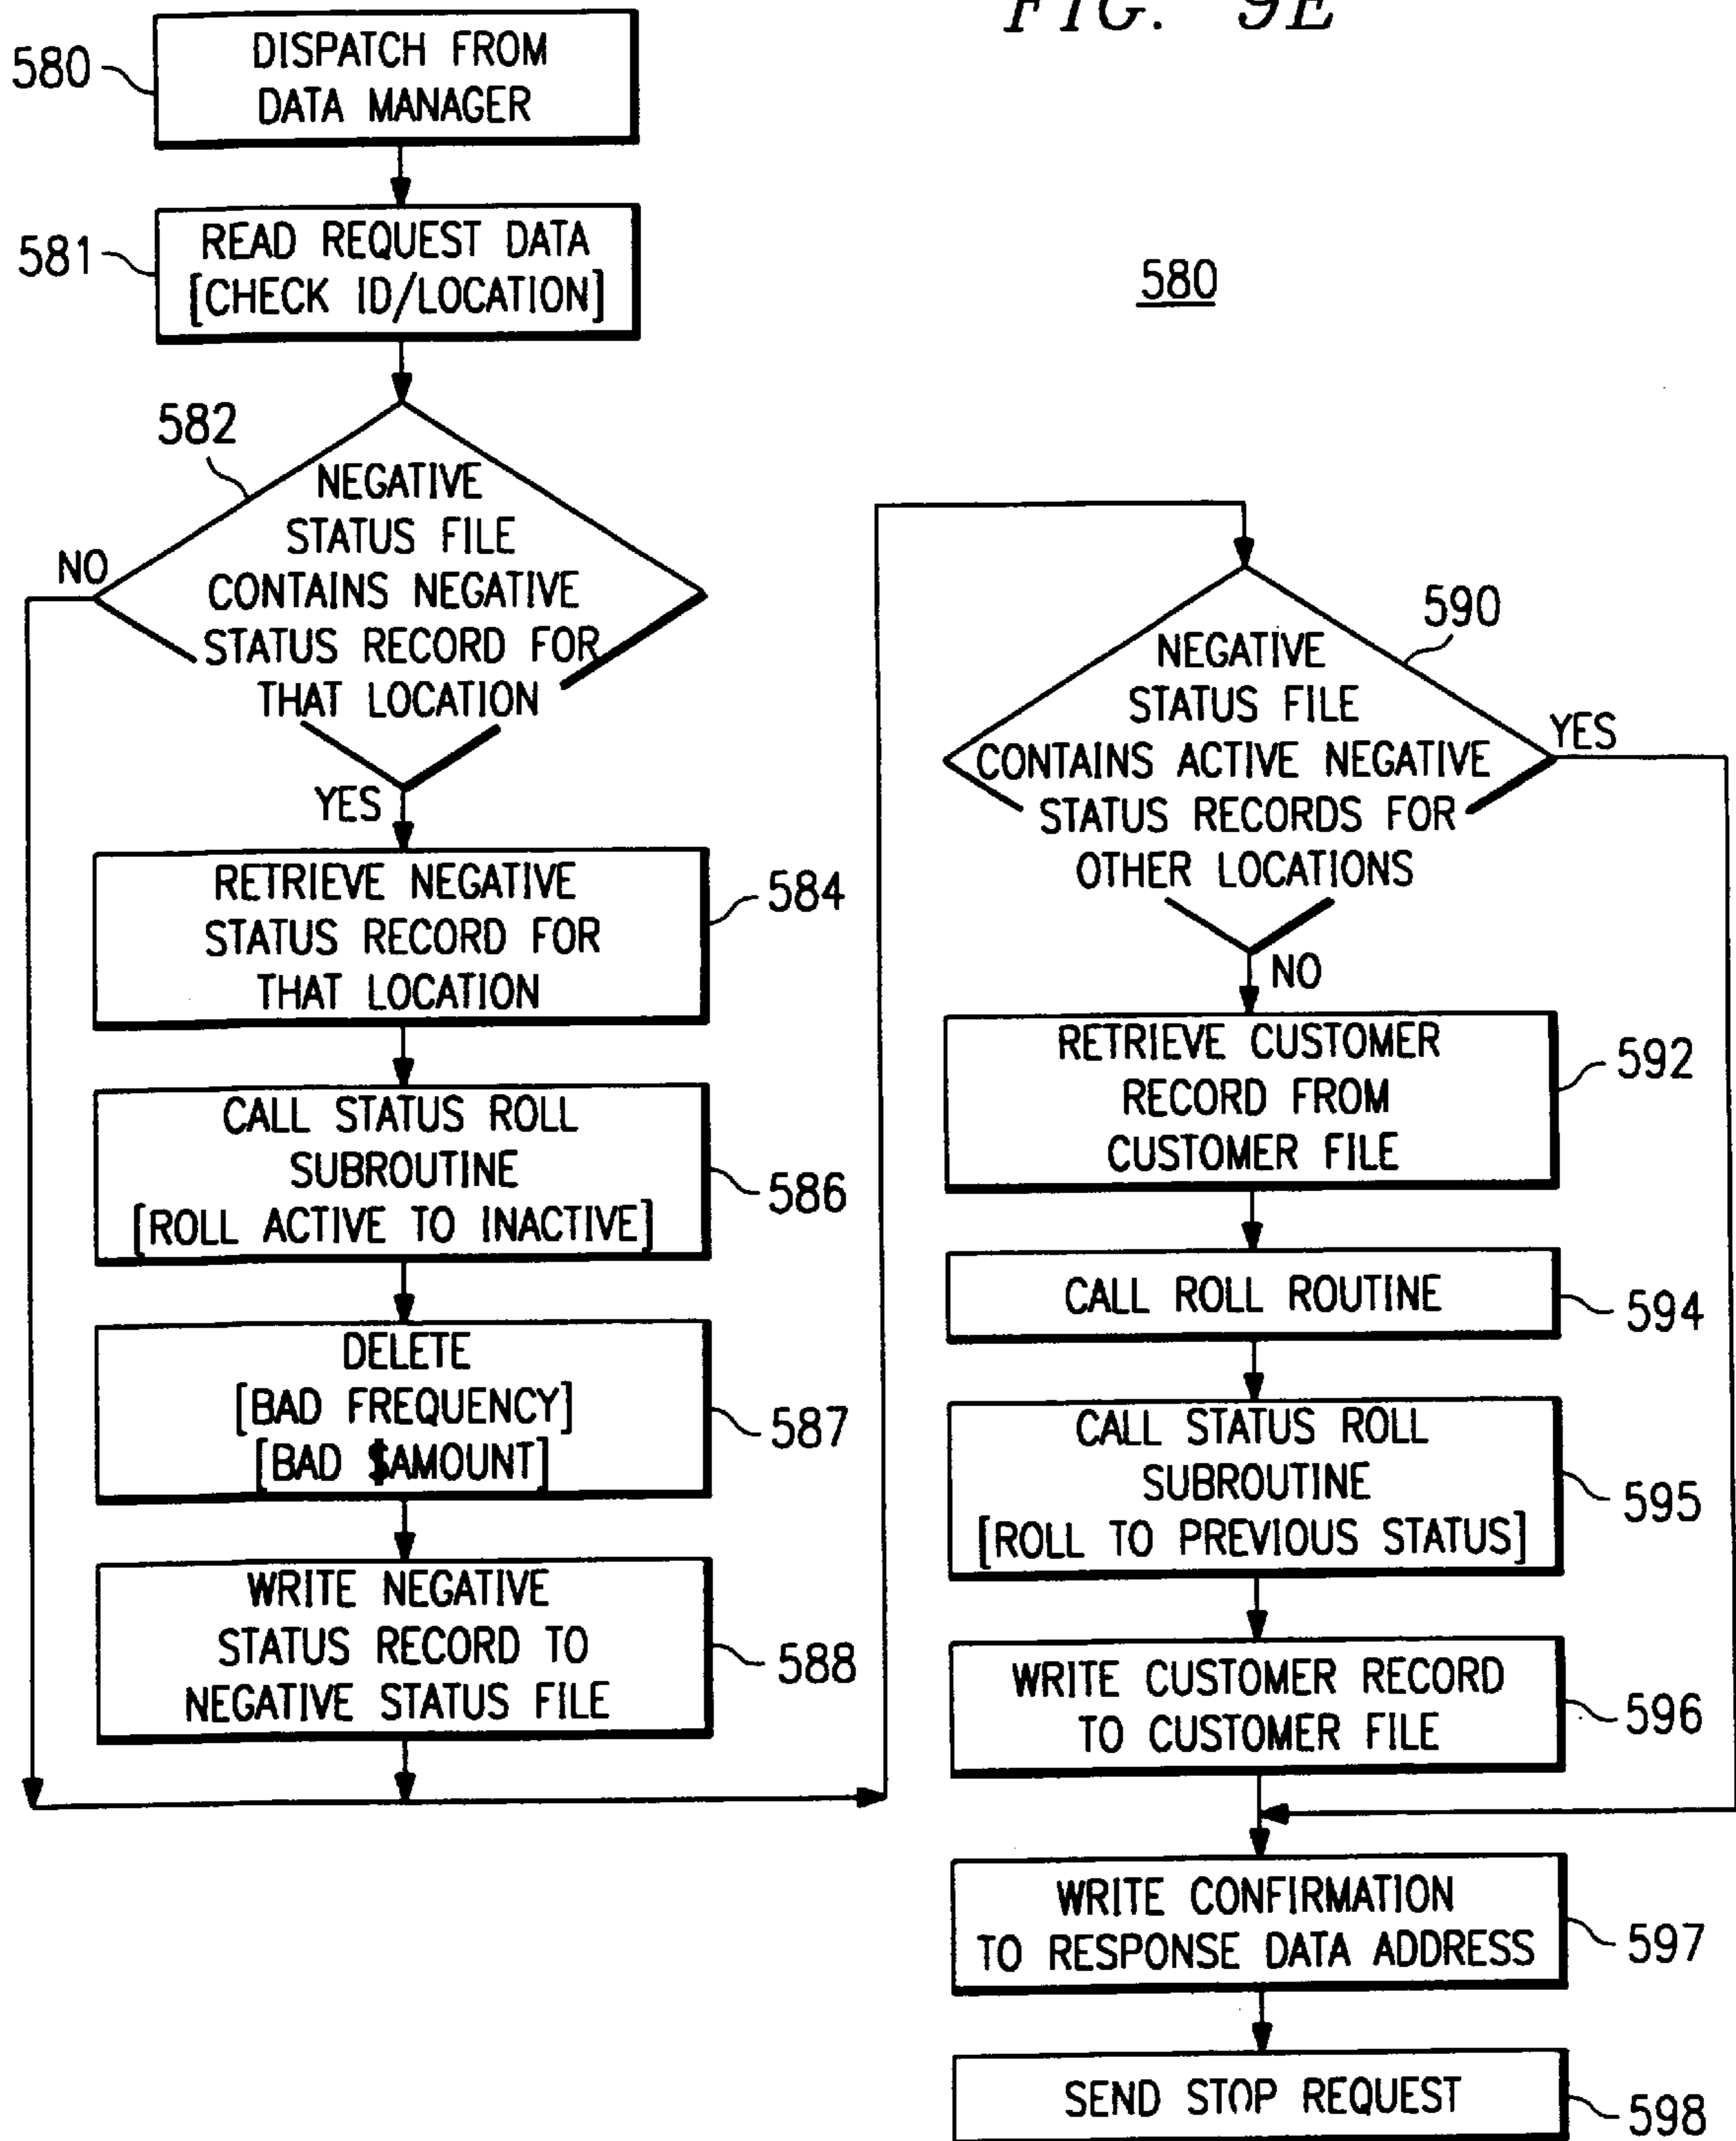 FIG. 9E
580
DISPATCH FROM
DATA MANAGER
581
READ REQUEST DATA
[CHECK ID/LOCATION]
580
582
NEGATIVE
STATUS FILE
CONTAINS NEGATIVE
STATUS RECORD FOR
THAT LOCATION
NO
YES
RETRIEVE NEGATIVE
STATUS RECORD FOR
THAT LOCATION
584
CALL STATUS ROLL
SUBROUTINE
[ROLL ACTIVE TO INACTIVE]
586
DELETE
[BAD FREQUENCY]
[BAD $AMOUNT]
587
WRITE NEGATIVE
STATUS RECORD TO
NEGATIVE STATUS FILE
588
590
NEGATIVE
STATUS FILE
CONTAINS ACTIVE NEGATIVE
STATUS RECORDS FOR
OTHER LOCATIONS
YES
NO
RETRIEVE CUSTOMER
RECORD FROM
CUSTOMER FILE
592
CALL ROLL ROUTINE
594
CALL STATUS ROLL
SUBROUTINE
[ROLL TO PREVIOUS STATUS]
595
WRITE CUSTOMER RECORD
TO CUSTOMER FILE
596
WRITE CONFIRMATION
TO RESPONSE DATA ADDRESS
597
SEND STOP REQUEST
598